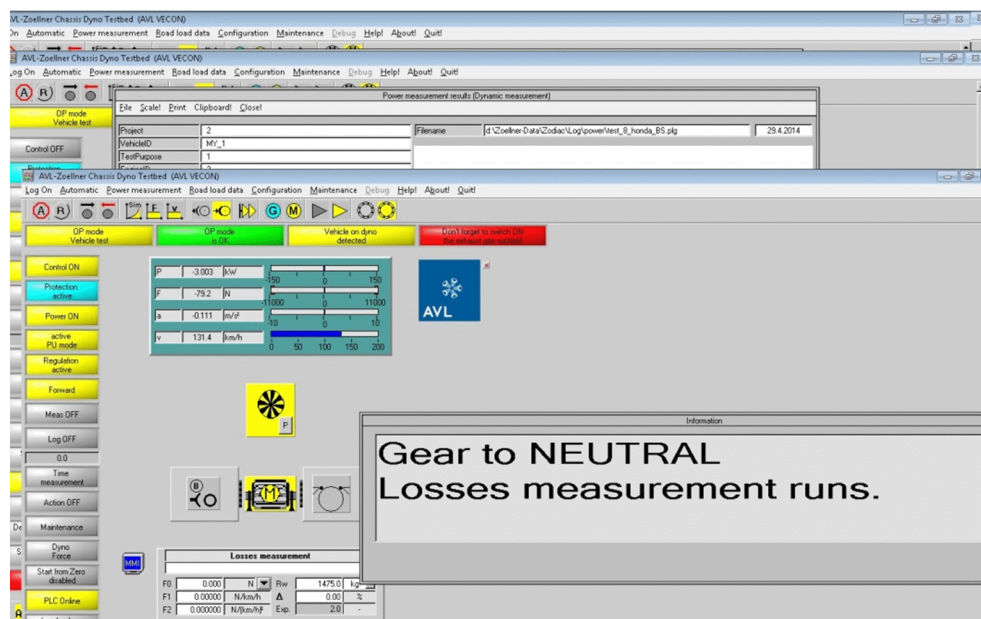 VL-Zoellner Chassis Dyno Testbed (AVL VECON)
On Automatic Power measurement Road load data Configuration Maintenance Debug Help! About! Quit!
AVL-Zoellner Chassis Dyno Testbed (AVL VECON)
og On Automatic Power measurement Road load data Configuration Maintenance Debug Help! About! Quit!
A R)
Power measurement results (Dynamic measurement)
File Scale! Print Clipboard! Close!
OP mode
Vehicle test
Project 2 Filename d:\Zoellner-Data\Zodiac\Log\power\test_8_honda_BS.plg 29.4.2014
VehicleID MY_1
Control OFF
TestPurpose 1
AVL-Zoellner Chassis Dyno Testbed (AVL VECON)
Log On Automatic Power measurement Road load data Configuration Maintenance Debug Help! About! Quit!
A R) Sim F v G M
OP mode
Vehicle test
OP mode
is OK
Vehicle on dyno
detected
Don't forget to switch ON
the exhaust gas suction!
Control ON
Protection
active
Power ON
active
PU mode
Regulation
active
Forward
Meas OFF
Log OFF
0.0
Time
measurement
Action OFF
Maintenance
Dyno
Force
Start from Zero
disabled
PLC Online
P -3.003 kW -150 0 150
F -79.2 N -11000 0 11000
a -0.111 m/s² -10 0 10
v 131.4 km/h 0 50 100 150 200
AVL
P
B
M
Information
Gear to NEUTRAL
Losses measurement runs.
MMI
Losses measurement
F0 0.000 N Rw 1475.0 kg
F1 0.00000 N/km/h Δ 0.00 %
F2 0.000000 N/(km/h)² Exp. 2.0 -
De
S
A